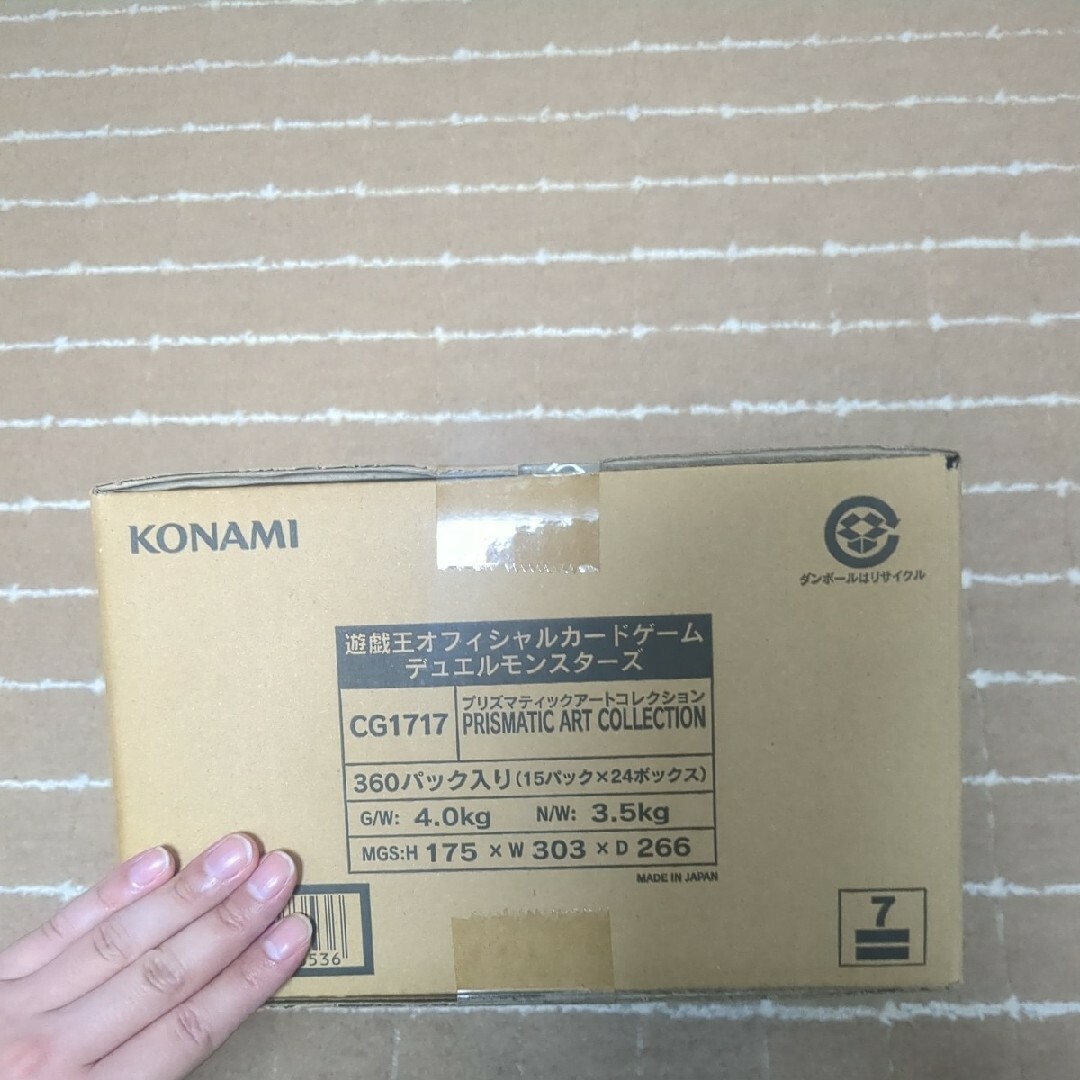 KONAMI
ダンボールはリサイクル
遊戯王オフィシャルカードゲーム
デュエルモンスターズ
CG1717
プリズマティックアートコレクション
PRISMATIC ART COLLECTION
360パック入り(15パック×24ボックス)
G/W: 4.0kg N/W: 3.5kg
MGS:H 175 × W 303 × D 266
MADE IN JAPAN
7
536